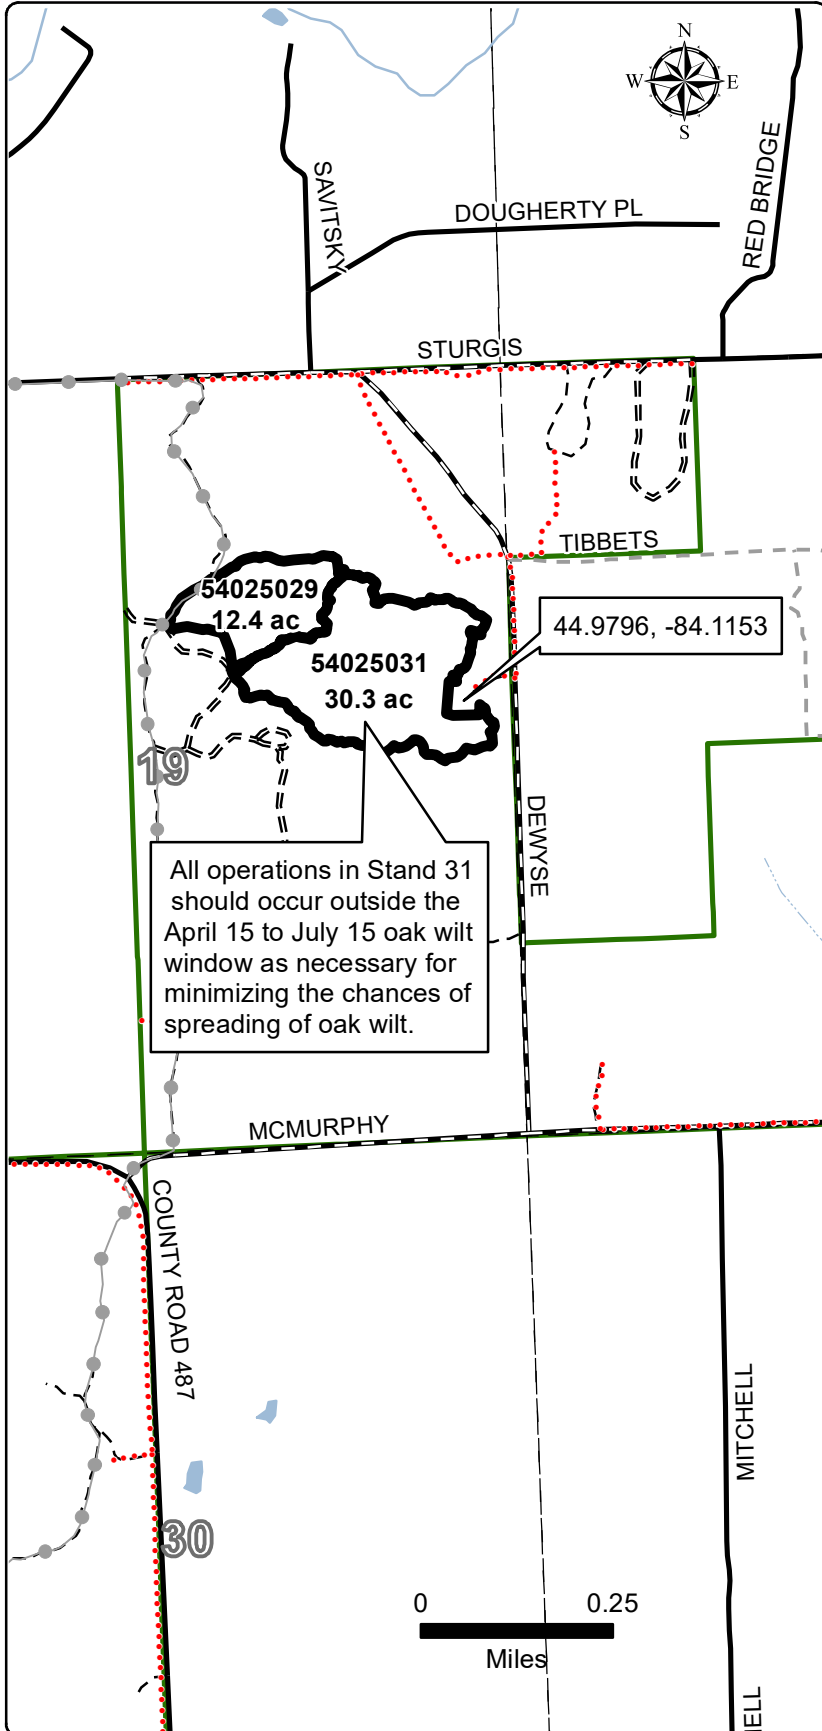 N
W E
S
SAVITSKY
DOUGHERTY PL
RED BRIDGE
STURGIS
TIBBETS
54025029
12.4 ac
44.9796, -84.1153
54025031
30.3 ac
19
DEWYSE
All operations in Stand 31
should occur outside the
April 15 to July 15 oak wilt
window as necessary for
minimizing the chances of
spreading of oak wilt.
MCMURPHY
COUNTY ROAD 487
MITCHELL
30
0 0.25
Miles
ELL